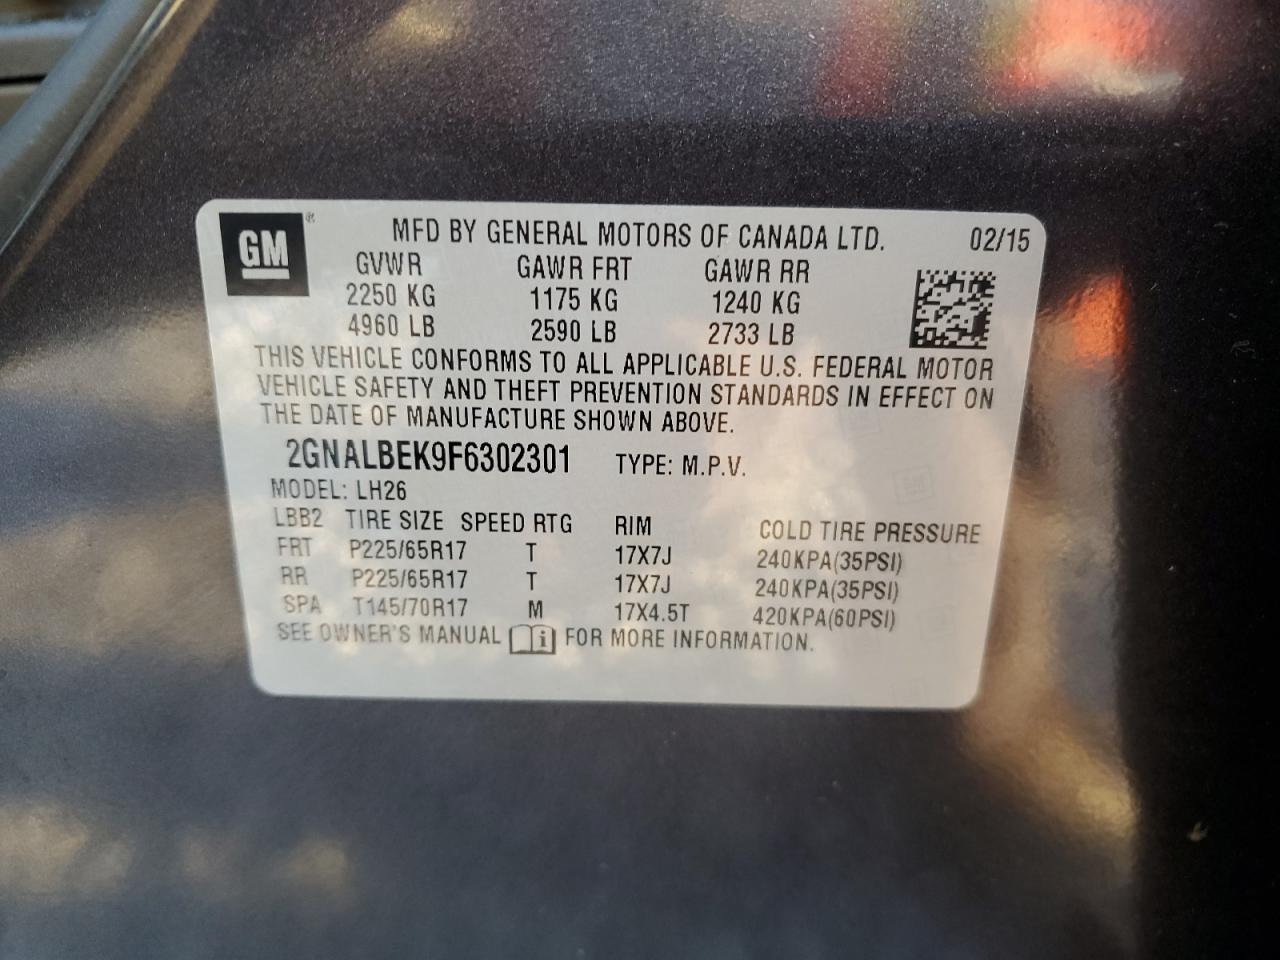 GM ®
MFD BY GENERAL MOTORS OF CANADA LTD. 02/15
GVWR GAWR FRT GAWR RR
2250 KG 1175 KG 1240 KG
4960 LB 2590 LB 2733 LB
THIS VEHICLE CONFORMS TO ALL APPLICABLE U.S. FEDERAL MOTOR
VEHICLE SAFETY AND THEFT PREVENTION STANDARDS IN EFFECT ON
THE DATE OF MANUFACTURE SHOWN ABOVE.
2GNALBEK9F6302301 TYPE: M.P.V.
MODEL: LH26
LBB2 TIRE SIZE SPEED RTG RIM COLD TIRE PRESSURE
FRT P225/65R17 T 17X7J 240KPA(35PSI)
RR P225/65R17 T 17X7J 240KPA(35PSI)
SPA T145/70R17 M 17X4.5T 420KPA(60PSI)
SEE OWNER'S MANUAL i FOR MORE INFORMATION.